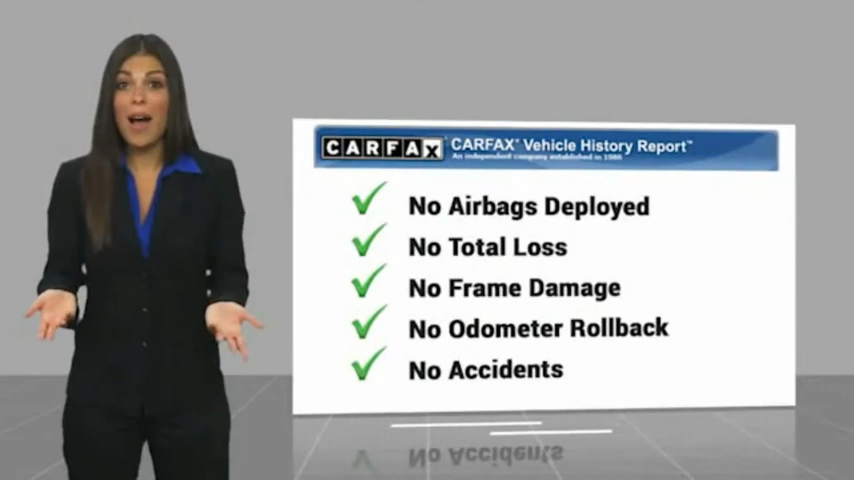 CARFAX CARFAX® Vehicle History Report™
An independent company established in 1986
No Airbags Deployed
No Total Loss
No Frame Damage
No Odometer Rollback
No Accidents
No Accidents